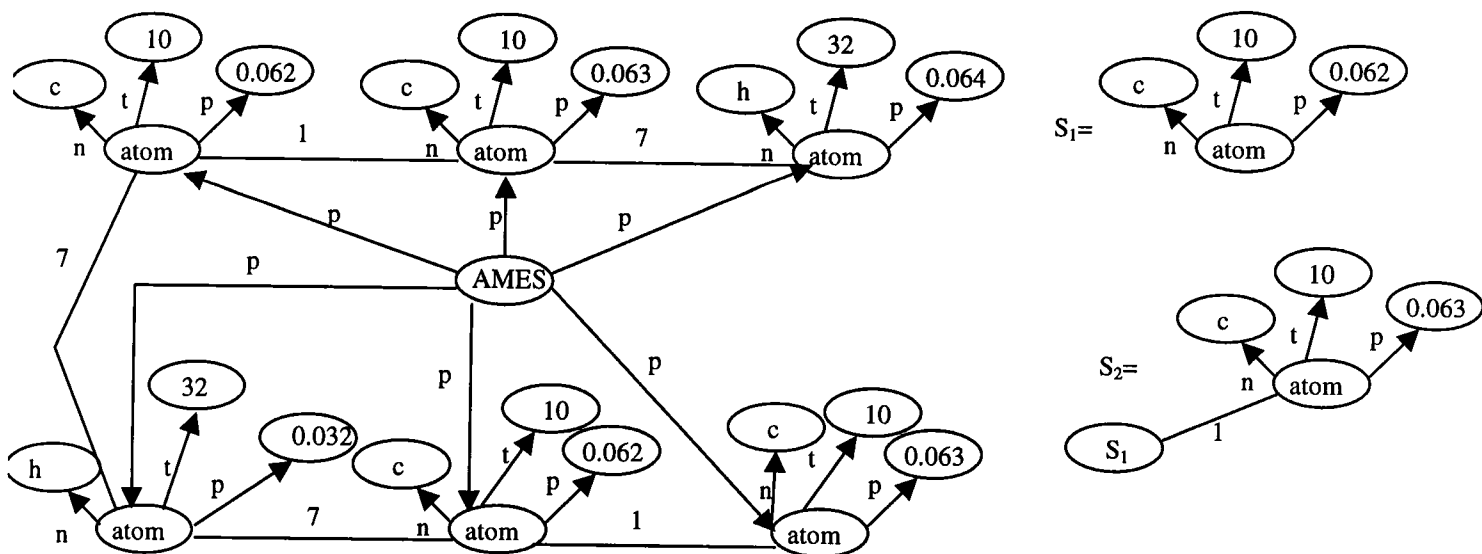 10 10 32 10
c 0.062 c 0.063 h 0.064 c 0.062
t p t p t p t p
S1=
n atom 1 n atom 7 n atom n atom
p p p
7 p AMES
10
c 0.063
t p
S2=
n atom
S1 1
p p
32 10 c 10
h 0.032 c 0.062 0.063
t p t p t p
n
n atom 7 n atom 1 atom